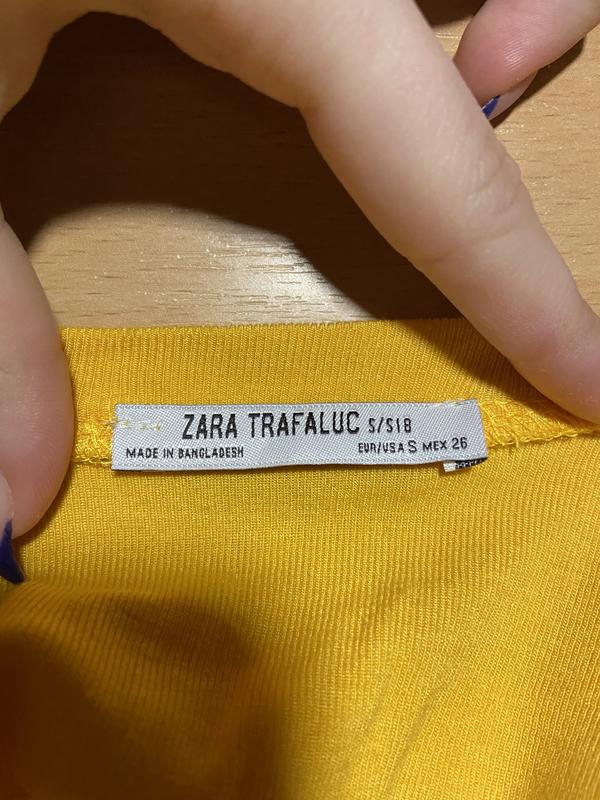 ZARA TRAFALUC S/S18
MADE IN BANGLADESH EUR/USA S MEX 26